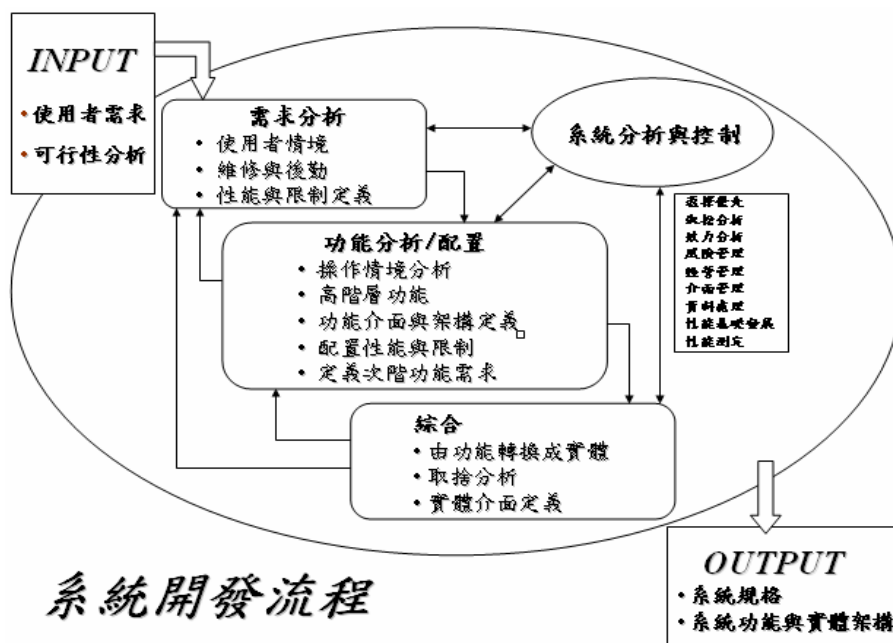 INPUT
•使用者需求
•可行性分析
需求分析
• 使用者情境
• 維修與後勤
• 性能與限制定義
系統分析與控制
功能分析/配置
• 操作情境分析
• 高階層功能
• 功能介面與架構定義
• 配置性能與限制
• 定義次階功能需求
選擇優先
取捨分析
效力分析
風險管理
經營管理
介面管理
資料處理
性能基礎發展
性能測定
綜合
• 由功能轉換成實體
• 取捨分析
• 實體介面定義
OUTPUT
•系統規格
•系統功能與實體架構
系統開發流程